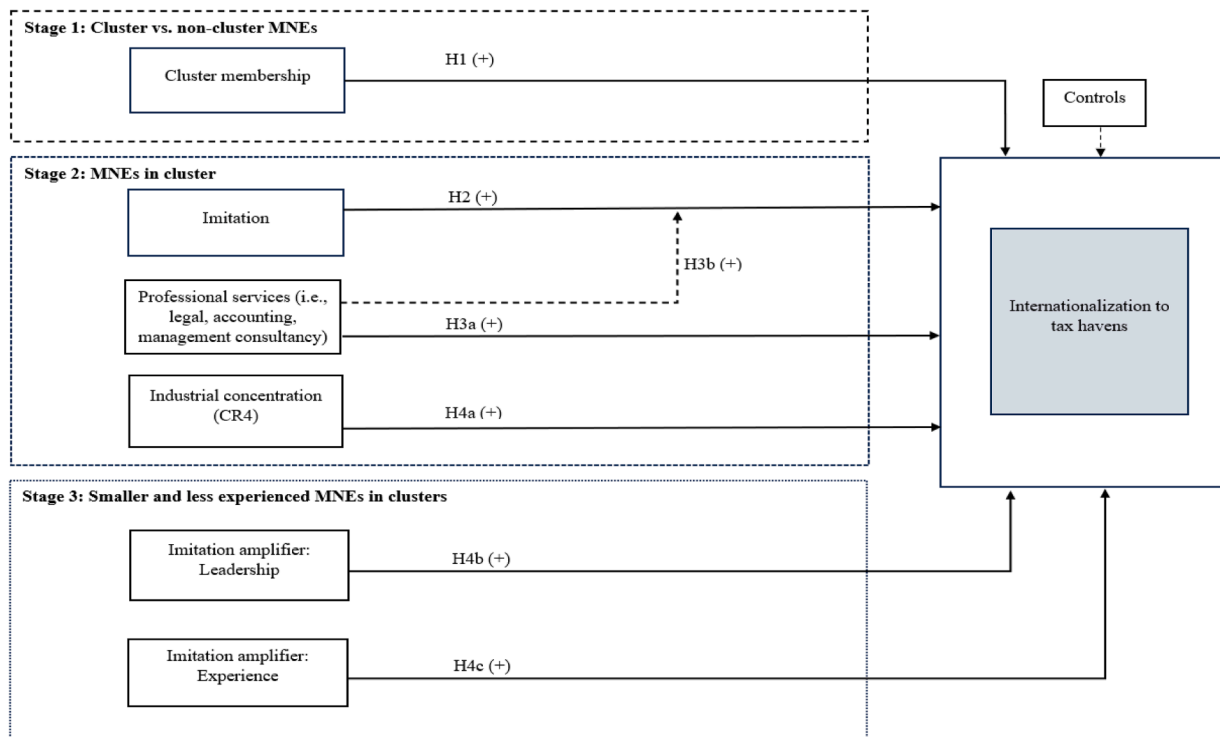 Stage 1: Cluster vs. non-cluster MNEs
Cluster membership
H1 (+)
Controls
Stage 2: MNEs in cluster
Imitation
H2 (+)
H3b (+)
Professional services (i.e.,
legal, accounting,
management consultancy)
H3a (+)
Industrial concentration
(CR4)
H4a (+)
Internationalization to
tax havens
Stage 3: Smaller and less experienced MNEs in clusters
Imitation amplifier:
Leadership
H4b (+)
Imitation amplifier:
Experience
H4c (+)